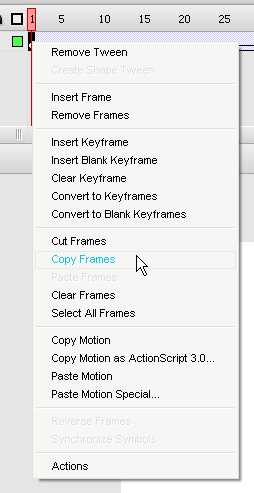 1 5 10 15 20 25
Remove Tween
Create Shape Tween
Insert Frame
Remove Frames
Insert Keyframe
Insert Blank Keyframe
Clear Keyframe
Convert to Keyframes
Convert to Blank Keyframes
Cut Frames
Copy Frames
Paste Frames
Clear Frames
Select All Frames
Copy Motion
Copy Motion as ActionScript 3.0...
Paste Motion
Paste Motion Special...
Reverse Frames
Synchronize Symbols
Actions